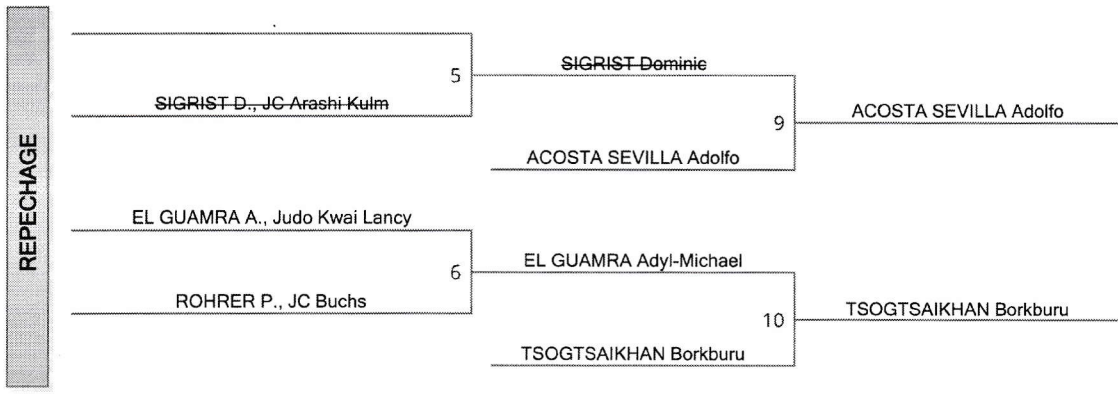 REPECHAGE
5
SIGRIST D., JC Arashi Kulm
SIGRIST Dominic
9
ACOSTA SEVILLA Adolfo
ACOSTA SEVILLA Adolfo
EL GUAMRA A., Judo Kwai Lancy
6
ROHRER P., JC Buchs
EL GUAMRA Adyl-Michael
10
TSOGTSAIKHAN Borkburu
TSOGTSAIKHAN Borkburu